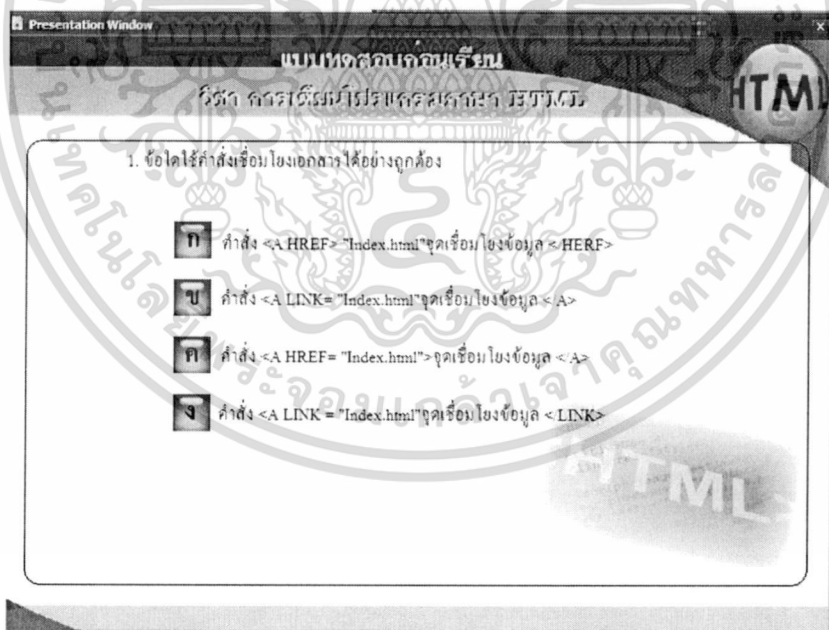 Presentation Window
แบบทดสอบก่อนเรียน
วิชา การเขียนโปรแกรมภาษา HTML
HTML
1. ข้อใดใช้คำสั่งเชื่อมโยงเอกสารได้อย่างถูกต้อง
ก คำสั่ง <A HREF> "Index.html"จุดเชื่อมโยงข้อมูล </HERF>
ข คำสั่ง <A LINK= "Index.html"จุดเชื่อมโยงข้อมูล < A>
ค คำสั่ง <A HREF= "Index.html">จุดเชื่อมโยงข้อมูล </A>
ง คำสั่ง <A LINK = "Index.html"จุดเชื่อมโยงข้อมูล < LINK>
HTML>